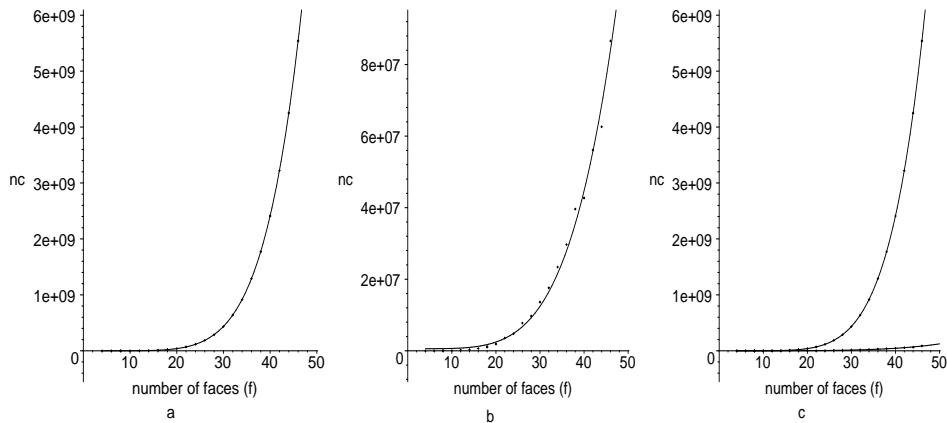 6e+09
5e+09
4e+09
nc 3e+09
2e+09
1e+09
0 10 20 30 40 50
number of faces (f)
a
8e+07
6e+07
nc
4e+07
2e+07
0 10 20 30 40 50
number of faces (f)
b
6e+09
5e+09
4e+09
nc 3e+09
2e+09
1e+09
0 10 20 30 40 50
number of faces (f)
c